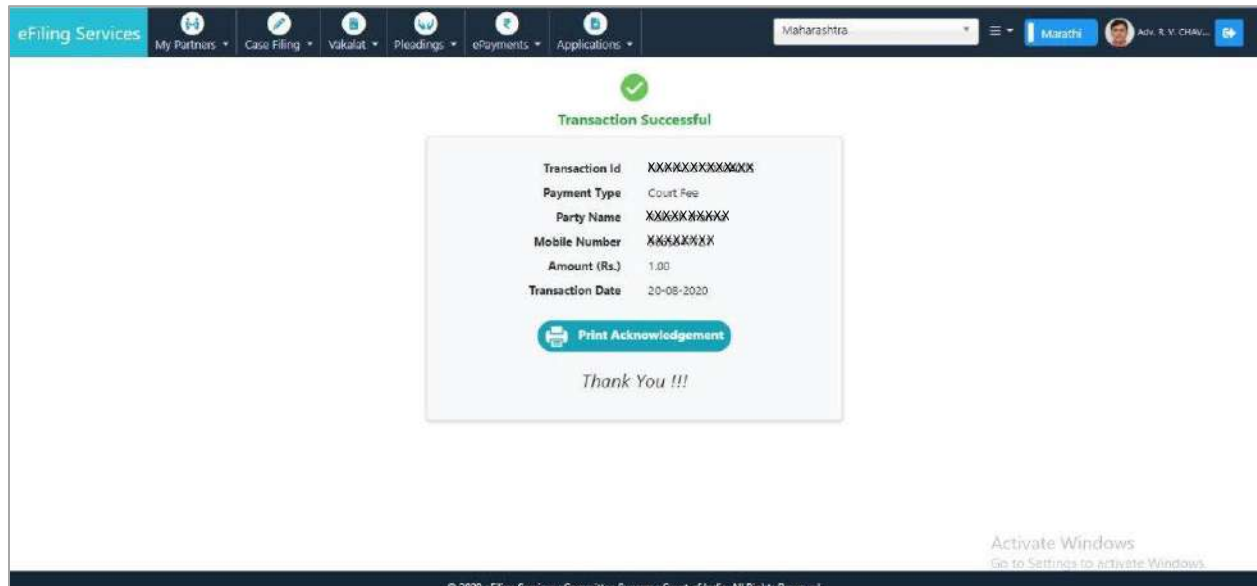 eFiling Services
My Partners
Case Filing
Vakalat
Pleadings
ePayments
Applications
Maharashtra
Marathi
Adv. R. V. CHAV...
Transaction Successful
Transaction Id
Payment Type Court Fee
Party Name
Mobile Number XXXXXXXX
Amount (Rs.) 1.00
Transaction Date 20-08-2020
Print Acknowledgement
Thank You !!!
Activate Windows
Go to Settings to activate Windows.